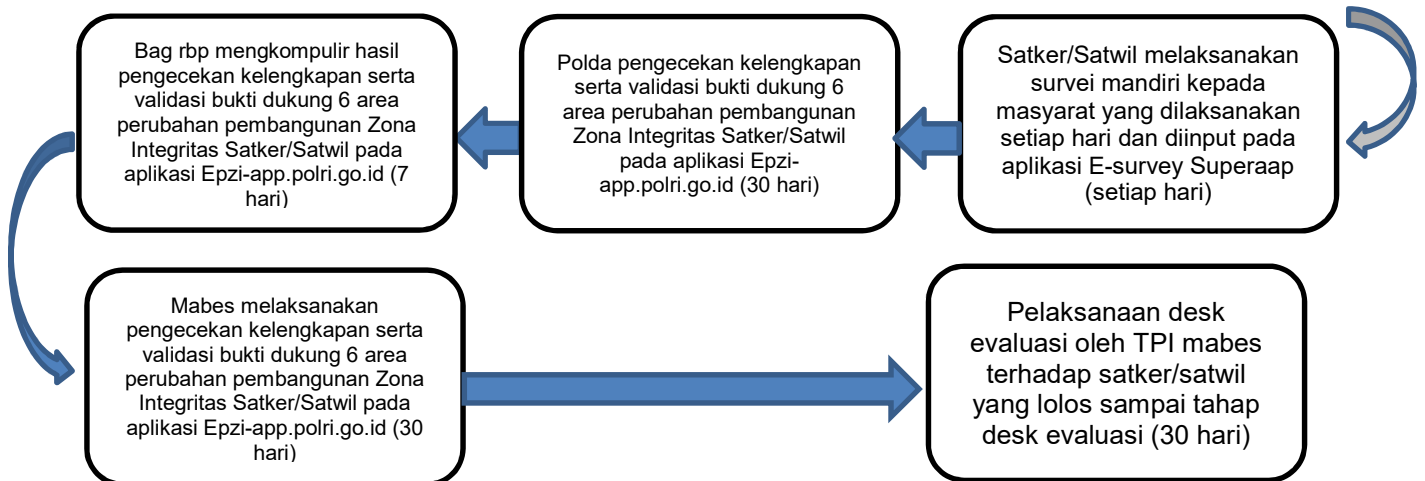 Bag rbp mengkompulir hasil
pengecekan kelengkapan serta
validasi bukti dukung 6 area
perubahan pembangunan Zona
Integritas Satker/Satwil pada
aplikasi Epzi-app.polri.go.id (7
hari)
Polda pengecekan kelengkapan
serta validasi bukti dukung 6
area perubahan pembangunan
Zona Integritas Satker/Satwil
pada aplikasi Epzi-
app.polri.go.id (30 hari)
Satker/Satwil melaksanakan
survei mandiri kepada
masyarat yang dilaksanakan
setiap hari dan diinput pada
aplikasi E-survey Superaap
(setiap hari)
Mabes melaksanakan
pengecekan kelengkapan serta
validasi bukti dukung 6 area
perubahan pembangunan Zona
Integritas Satker/Satwil pada
aplikasi Epzi-app.polri.go.id (30
hari)
Pelaksanaan desk
evaluasi oleh TPI mabes
terhadap satker/satwil
yang lolos sampai tahap
desk evaluasi (30 hari)